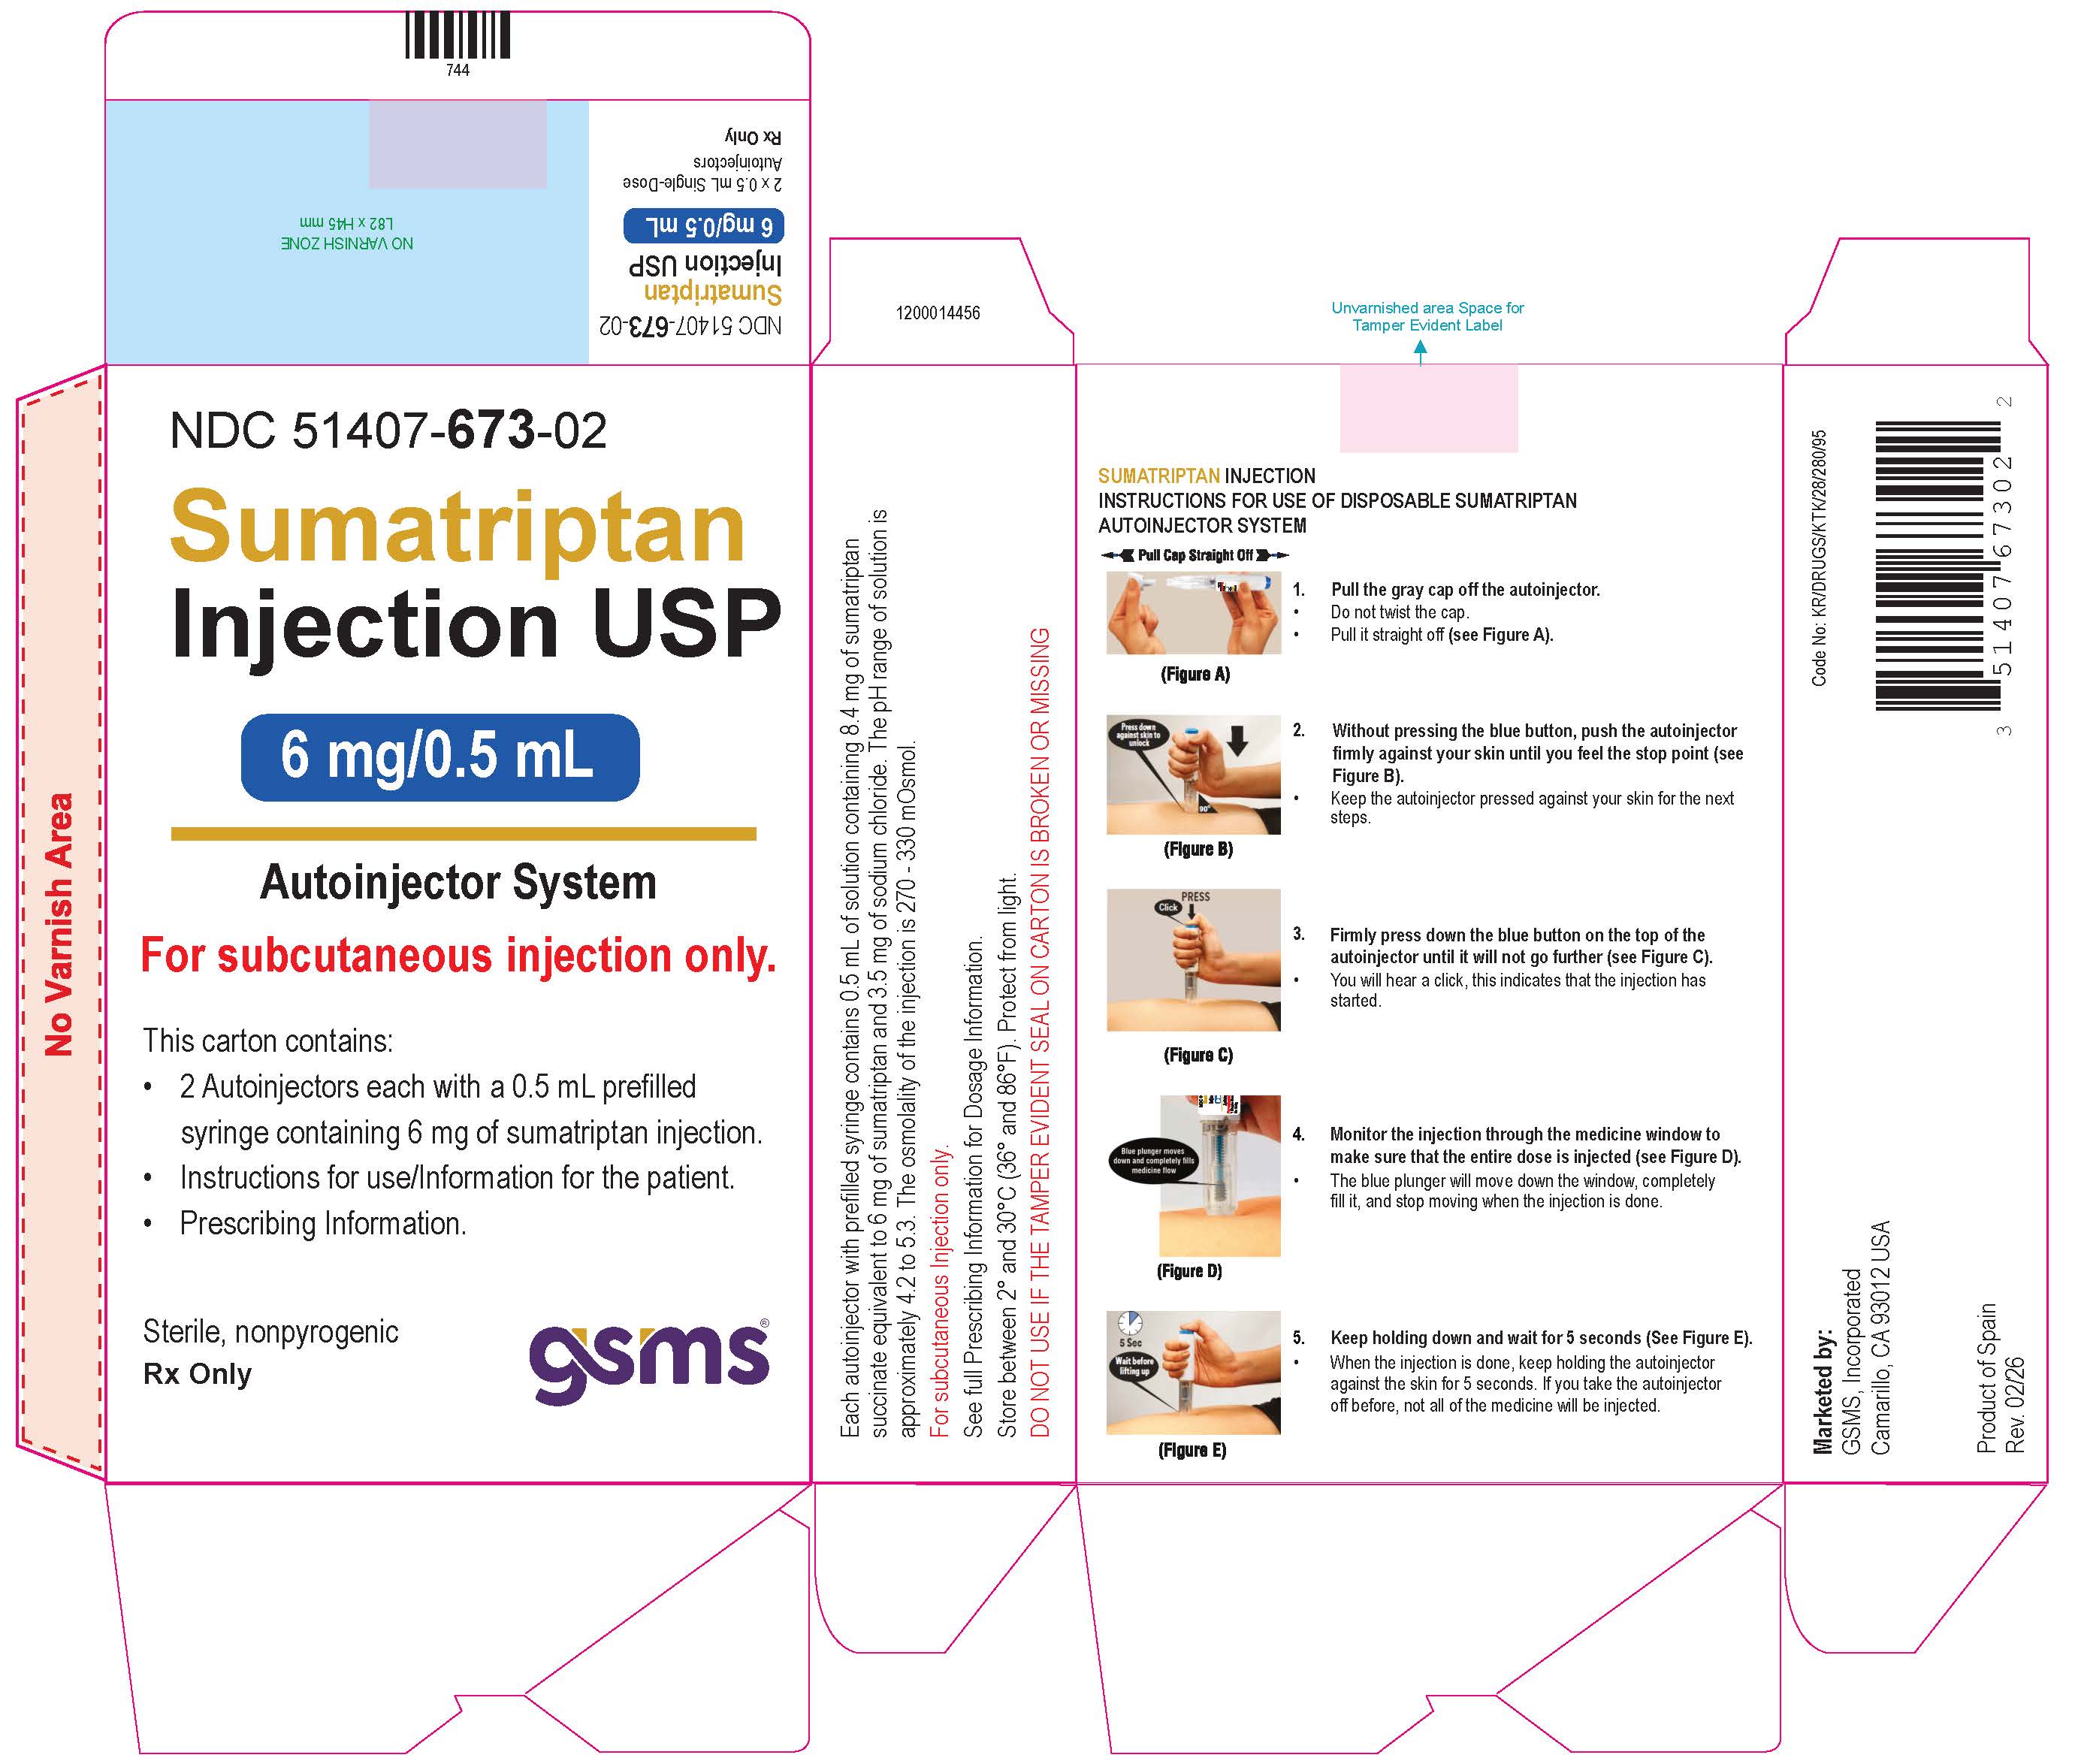 744
NDC 51407-673-02
Sumatriptan
Injection USP
6 mg/0.5 mL
2 x 0.5 mL Single-Dose
Autoinjectors
Rx Only
NO VARNISH ZONE
L82 x H45 mm
No Varnish Area
NDC 51407-673-02
Sumatriptan
Injection USP
6 mg/0.5 mL
Autoinjector System
For subcutaneous injection only.
This carton contains:
• 2 Autoinjectors each with a 0.5 mL prefilled
syringe containing 6 mg of sumatriptan injection.
• Instructions for use/Information for the patient.
• Prescribing Information.
Sterile, nonpyrogenic
Rx Only
gsms®
1200014456
Each autoinjector with prefilled syringe contains 0.5 mL of solution containing 8.4 mg of sumatriptan
succinate equivalent to 6 mg of sumatriptan and 3.5 mg of sodium chloride. The pH range of solution is
approximately 4.2 to 5.3. The osmolality of the injection is 270 - 330 mOsmol.
For subcutaneous Injection only.
See full Prescribing Information for Dosage Information.
Store between 2° and 30°C (36° and 86°F). Protect from light.
DO NOT USE IF THE TAMPER EVIDENT SEAL ON CARTON IS BROKEN OR MISSING
Unvarnished area Space for
Tamper Evident Label
SUMATRIPTAN INJECTION
INSTRUCTIONS FOR USE OF DISPOSABLE SUMATRIPTAN
AUTOINJECTOR SYSTEM
Pull Cap Straight Off
(Figure A)
1. Pull the gray cap off the autoinjector.
• Do not twist the cap.
• Pull it straight off (see Figure A).
Press down
against skin to
unlock
90°
(Figure B)
2. Without pressing the blue button, push the autoinjector
firmly against your skin until you feel the stop point (see
Figure B).
• Keep the autoinjector pressed against your skin for the next
steps.
PRESS
Click
(Figure C)
3. Firmly press down the blue button on the top of the
autoinjector until it will not go further (see Figure C).
• You will hear a click, this indicates that the injection has
started.
Blue plunger moves
down and completely fills
medicine flow
(Figure D)
4. Monitor the injection through the medicine window to
make sure that the entire dose is injected (see Figure D).
• The blue plunger will move down the window, completely
fill it, and stop moving when the injection is done.
5 Sec
Wait before
lifting up
(Figure E)
5. Keep holding down and wait for 5 seconds (See Figure E).
• When the injection is done, keep holding the autoinjector
against the skin for 5 seconds. If you take the autoinjector
off before, not all of the medicine will be injected.
Code No: KR/DRUGS/KTK/28/280/95
3 51407 67302 2
Marketed by:
GSMS, Incorporated
Camarillo, CA 93012 USA
Product of Spain
Rev. 02/26